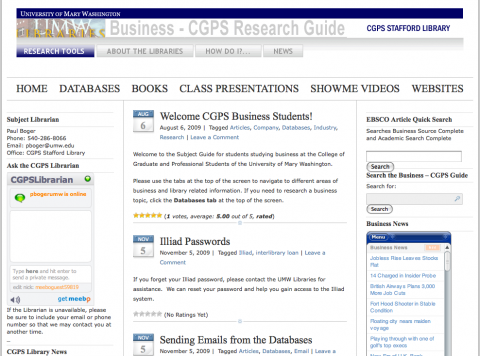 UNIVERSITY OF MARY WASHINGTON
UMW
LIBRARIES
Business - CGPS Research Guide
CGPS STAFFORD LIBRARY
RESEARCH TOOLS
ABOUT THE LIBRARIES
HOW DO I?...
NEWS
HOME DATABASES BOOKS CLASS PRESENTATIONS SHOWME VIDEOS WEBSITES
Subject Librarian
Paul Boger
Phone: 540-286-8066
Email: pboger@umw.edu
Office: CGPS Stafford Library
Ask the CGPS Librarian
CGPSLibrarian
pbogerumw is online
Type here and hit enter to
send a private message.
edit nick:
get meebo
If the Librarian is unavailable, please
be sure to include your email or phone
number so that we may contact you at
another time.
CGPS Library News
AUG
6
Welcome CGPS Business Students!
August 6, 2009 | Tagged Articles, Company, Databases, Industry,
Research | Leave a Comment
Welcome to the Subject Guide for students studying business at the College of
Graduate and Professional Students of the University of Mary Washington.
Please use the tabs at the top of the screen to navigate to different areas of
business and library related information. If you need to research a business
topic, click the Databases tab at the top of the screen.
(1 votes, average: 5.00 out of 5, rated)
NOV
5
Illiad Passwords
November 5, 2009 | Tagged Illiad, interlibrary loan | Leave a
Comment
If you forget your Illiad password, please contact the UMW Libraries for
assistance. We can reset your password and help you gain access to the Illiad
system.
(No Ratings Yet)
NOV
5
Sending Emails from the Databases
November 5, 2009 | Tagged Articles, Databases, Email | Leave a
EBSCO Article Quick Search
Searches Business Source Complete
and Academic Search Complete
Search
Search the Business – CGPS Guide
Search for:
Search
Business News
Menu
Business News
Jobless Rise Leaves Stocks
Flat
14 Charged in Insider Probe
British Airways Plans 3,000
More Job Cuts
Fort Hood Shooter in Stable
Condition
Floating city nears maiden
voyage
Playing through with one of
golf's top execs